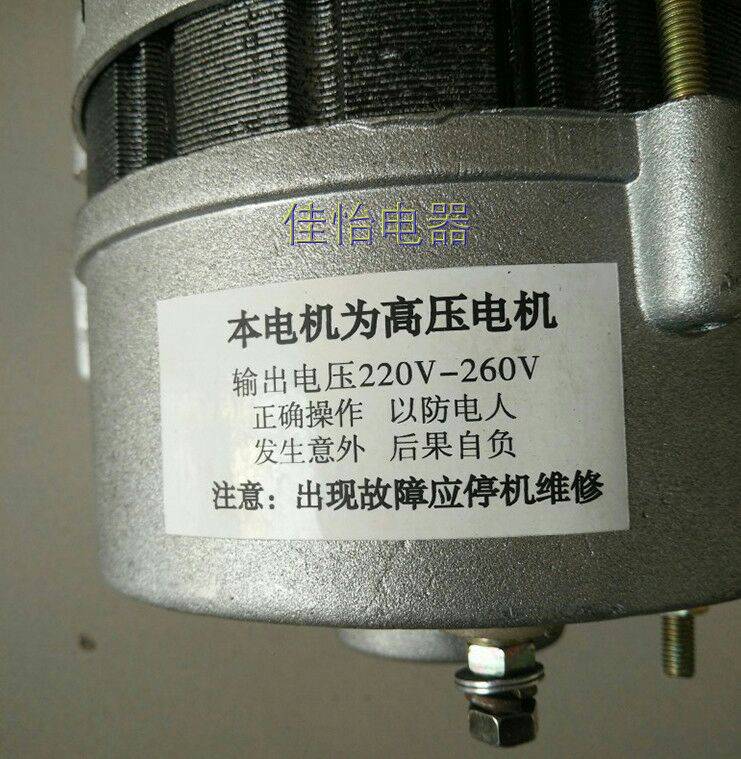 佳怡电器
本电机为高压电机
输出电压220V-260V
正确操作 以防电人
发生意外 后果自负
注意：出现故障应停机维修